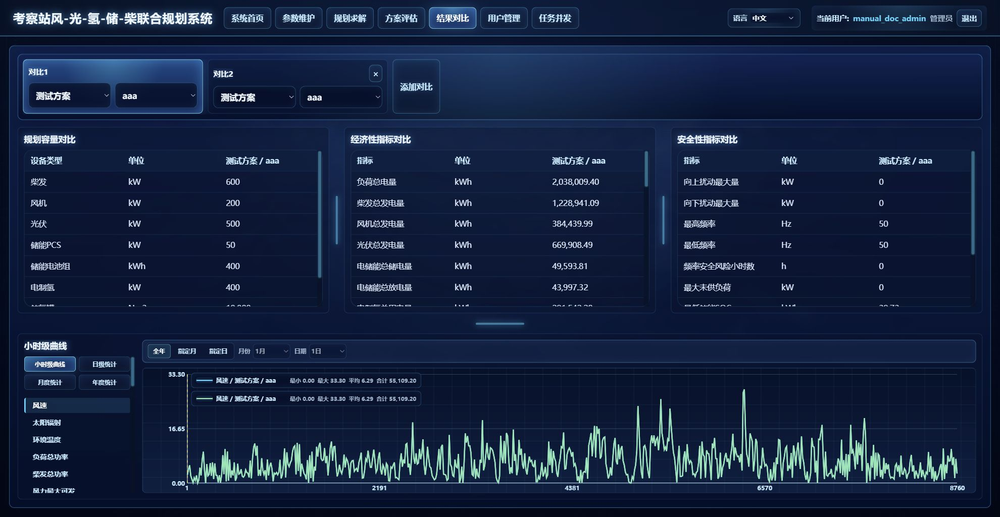 考察站风-光-氢-储-柴联合规划系统
系统首页 参数维护 规划求解 方案评估 结果对比 用户管理 任务并发
语言 中文
当前用户: manual_doc_admin 管理员 退出
对比1
测试方案 aaa
对比2 ×
测试方案 aaa
添加对比
规划容量对比
设备类型 单位 测试方案 / aaa
柴发 kW 600
风机 kW 200
光伏 kW 500
储能PCS kW 50
储能电池组 kWh 400
电制氢 kW 400
经济性指标对比
指标 单位 测试方案 / aaa
负荷总电量 kWh 2,038,009.40
柴发总发电量 kWh 1,228,941.09
风机总发电量 kWh 384,439.99
光伏总发电量 kWh 669,908.49
电储能总储电量 kWh 49,593.81
电储能总放电量 kWh 43,997.32
安全性指标对比
指标 单位 测试方案 / aaa
向上扰动最大量 kW 0
向下扰动最大量 kW 0
最高频率 Hz 50
最低频率 Hz 50
频率安全风险小时数 h 0
最大未供负荷 kW 0
小时级曲线
小时级曲线 日级统计
月度统计 年度统计
风速
太阳辐射
环境温度
负荷总功率
柴发总功率
风力最大可发
全年 指定月 指定日 月份 1月 日期 1日
33.30
16.65
0.00
风速 / 测试方案 / aaa 最小 0.00 最大 33.30 平均 6.29 合计 55,109.20
风速 / 测试方案 / aaa 最小 0.00 最大 33.30 平均 6.29 合计 55,109.20
1 2191 4381 6570 8760